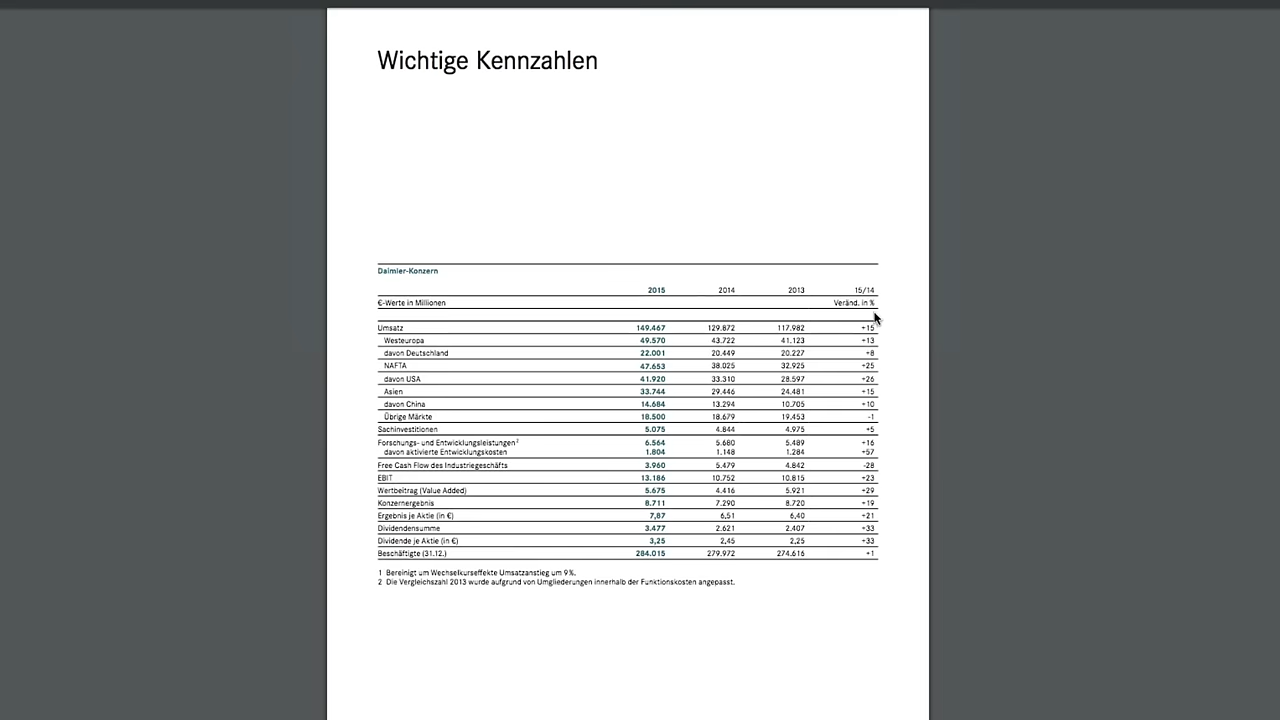 Wichtige Kennzahlen
Daimler-Konzern
2015 2014 2013 15/14
€-Werte in Millionen Veränd. in %
Umsatz 149.467 129.872 117.982 +15
Westeuropa 49.570 43.722 41.123 +13
davon Deutschland 22.001 20.449 20.227 +8
NAFTA 47.653 38.025 32.925 +25
davon USA 41.920 33.310 28.597 +26
Asien 33.744 29.446 24.481 +15
davon China 14.684 13.294 10.705 +10
Übrige Märkte 18.500 18.679 19.453 -1
Sachinvestitionen 5.075 4.844 4.975 +5
Forschungs- und Entwicklungsleistungen² 6.564 5.680 5.489 +16
davon aktivierte Entwicklungskosten 1.804 1.148 1.284 +57
Free Cash Flow des Industriegeschäfts 3.960 5.479 4.842 -28
EBIT 13.186 10.752 10.815 +23
Wertbeitrag (Value Added) 5.675 4.416 5.921 +29
Konzernergebnis 8.711 7.290 8.720 +19
Ergebnis je Aktie (in €) 7,87 6,51 6,40 +21
Dividendensumme 3.477 2.621 2.407 +33
Dividende je Aktie (in €) 3,25 2,45 2,25 +33
Beschäftigte (31.12.) 284.015 279.972 274.616 +1
1 Bereinigt um Wechselkurseffekte Umsatzanstieg um 9%.
2 Die Vergleichszahl 2013 wurde aufgrund von Umgliederungen innerhalb der Funktionskosten angepasst.